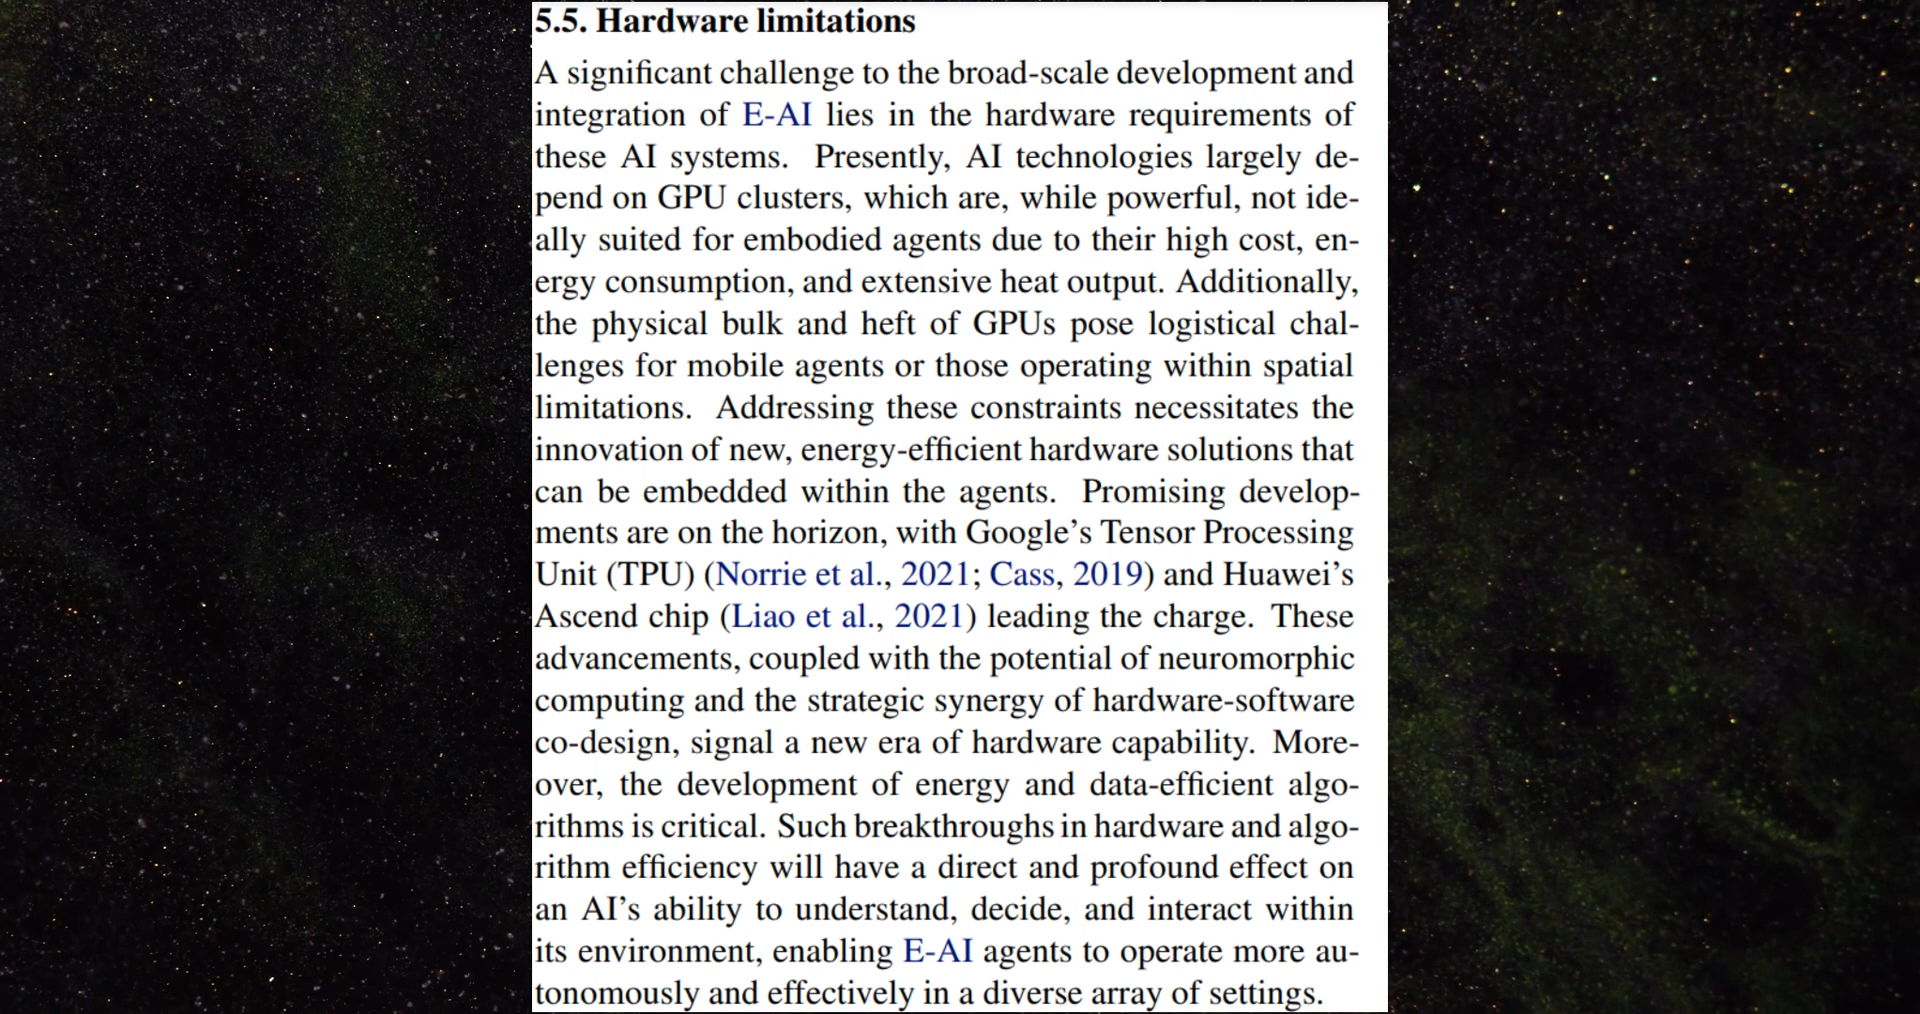 5.5. Hardware limitations
A significant challenge to the broad-scale development and
integration of E-AI lies in the hardware requirements of
these AI systems. Presently, AI technologies largely de-
pend on GPU clusters, which are, while powerful, not ide-
ally suited for embodied agents due to their high cost, en-
ergy consumption, and extensive heat output. Additionally,
the physical bulk and heft of GPUs pose logistical chal-
lenges for mobile agents or those operating within spatial
limitations. Addressing these constraints necessitates the
innovation of new, energy-efficient hardware solutions that
can be embedded within the agents. Promising develop-
ments are on the horizon, with Google's Tensor Processing
Unit (TPU) (Norrie et al., 2021; Cass, 2019) and Huawei's
Ascend chip (Liao et al., 2021) leading the charge. These
advancements, coupled with the potential of neuromorphic
computing and the strategic synergy of hardware-software
co-design, signal a new era of hardware capability. More-
over, the development of energy and data-efficient algo-
rithms is critical. Such breakthroughs in hardware and algo-
rithm efficiency will have a direct and profound effect on
an AI's ability to understand, decide, and interact within
its environment, enabling E-AI agents to operate more au-
tonomously and effectively in a diverse array of settings.